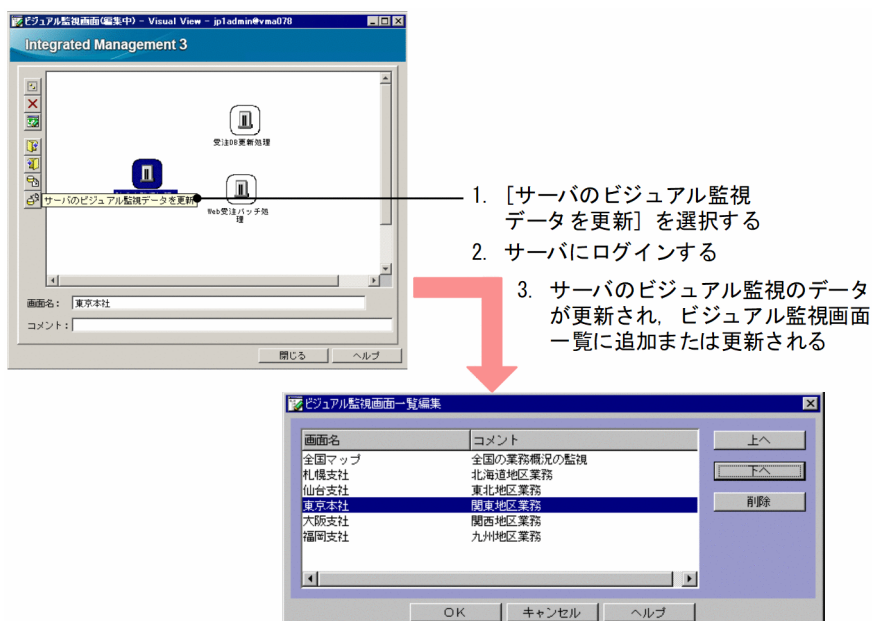 ビジュアル監視画面(編集中) - Visual View - jp1admin@vma078
Integrated Management 3
受注DB更新処理
サーバのビジュアル監視データを更新
Web受注バッチ処
理
画面名：
東京本社
コメント：
閉じる
ヘルプ
1. [サーバのビジュアル監視
データを更新] を選択する
2. サーバにログインする
3. サーバのビジュアル監視のデータ
が更新され，ビジュアル監視画面
一覧に追加または更新される
ビジュアル監視画面一覧編集
画面名 コメント
全国マップ 全国の業務概況の監視
札幌支社 北海道地区業務
仙台支社 東北地区業務
東京本社 関東地区業務
大阪支社 関西地区業務
福岡支社 九州地区業務
上へ
下へ
削除
OK
キャンセル
ヘルプ